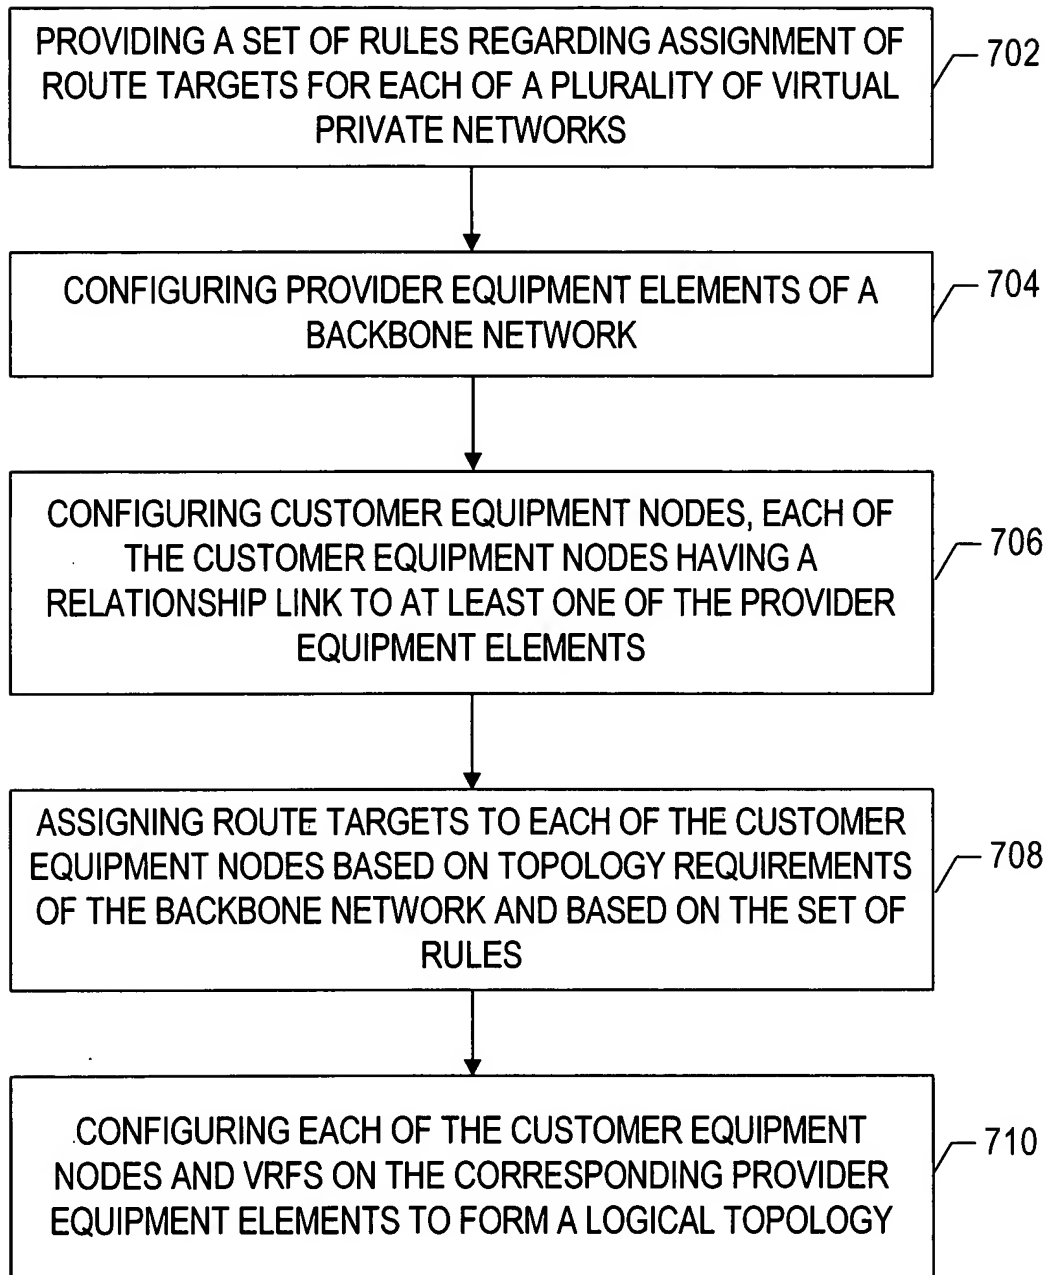 PROVIDING A SET OF RULES REGARDING ASSIGNMENT OF
ROUTE TARGETS FOR EACH OF A PLURALITY OF VIRTUAL
PRIVATE NETWORKS
702
CONFIGURING PROVIDER EQUIPMENT ELEMENTS OF A
BACKBONE NETWORK
704
CONFIGURING CUSTOMER EQUIPMENT NODES, EACH OF
THE CUSTOMER EQUIPMENT NODES HAVING A
RELATIONSHIP LINK TO AT LEAST ONE OF THE PROVIDER
EQUIPMENT ELEMENTS
706
ASSIGNING ROUTE TARGETS TO EACH OF THE CUSTOMER
EQUIPMENT NODES BASED ON TOPOLOGY REQUIREMENTS
OF THE BACKBONE NETWORK AND BASED ON THE SET OF
RULES
708
CONFIGURING EACH OF THE CUSTOMER EQUIPMENT
NODES AND VRFS ON THE CORRESPONDING PROVIDER
EQUIPMENT ELEMENTS TO FORM A LOGICAL TOPOLOGY
710